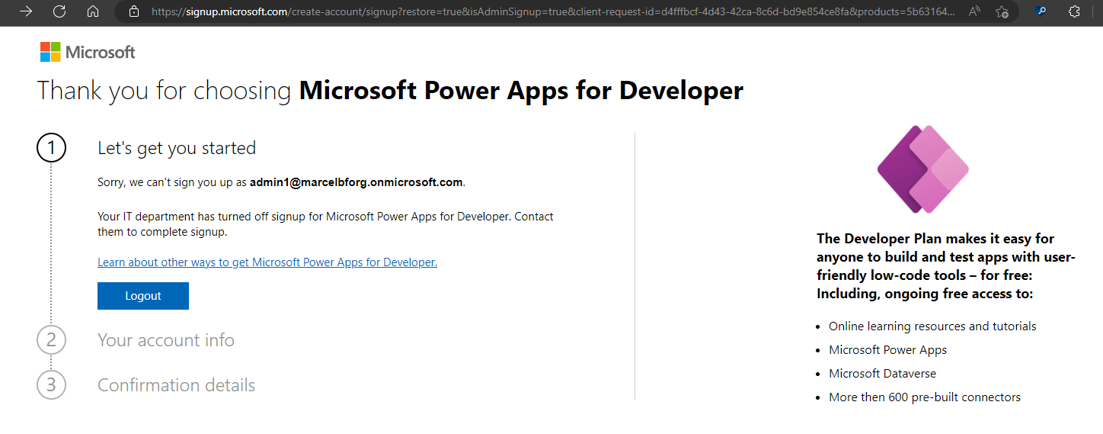 https://signup.microsoft.com/create-account/signup?restore=true&isAdminSignup=true&client-request-id=d4fffbcf-4d43-42ca-8c6d-bd9e854ce8fa&products=5b63164...
Microsoft
Thank you for choosing Microsoft Power Apps for Developer
1 Let's get you started
Sorry, we can't sign you up as admin1@marcelbforg.onmicrosoft.com.
Your IT department has turned off signup for Microsoft Power Apps for Developer. Contact
them to complete signup.
Learn about other ways to get Microsoft Power Apps for Developer.
Logout
2 Your account info
3 Confirmation details
The Developer Plan makes it easy for
anyone to build and test apps with user-
friendly low-code tools – for free:
Including, ongoing free access to:
• Online learning resources and tutorials
• Microsoft Power Apps
• Microsoft Dataverse
• More then 600 pre-built connectors